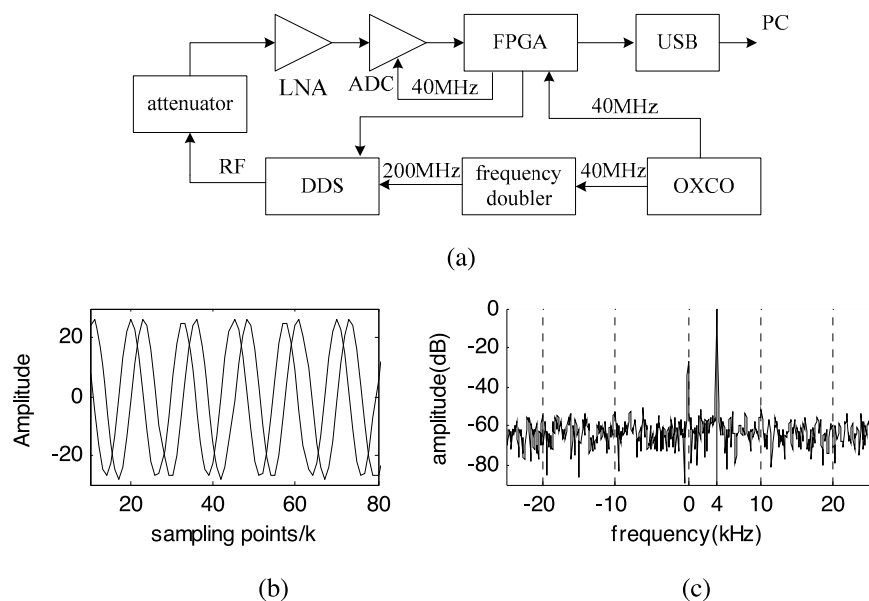 LNA
ADC
FPGA
USB
PC
attenuator
40MHz
40MHz
RF
DDS
200MHz
frequency
doubler
40MHz
OXCO
(a)
Amplitude
20
0
-20
20
40
60
80
sampling points/k
(b)
amplitude(dB)
0
-20
-40
-60
-80
-20
-10
0
4
10
20
frequency(kHz)
(c)